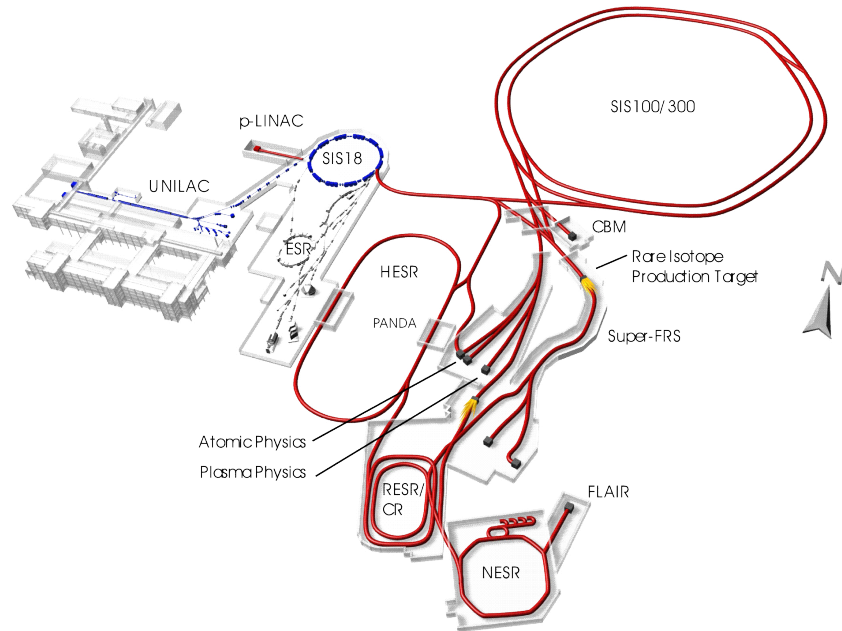 SIS100/300
p-LINAC
SIS18
UNILAC
CBM
ESR
Rare Isotope
Production Target
HESR
N
PANDA
Super-FRS
Atomic Physics
Plasma Physics
RESR/
CR
FLAIR
NESR